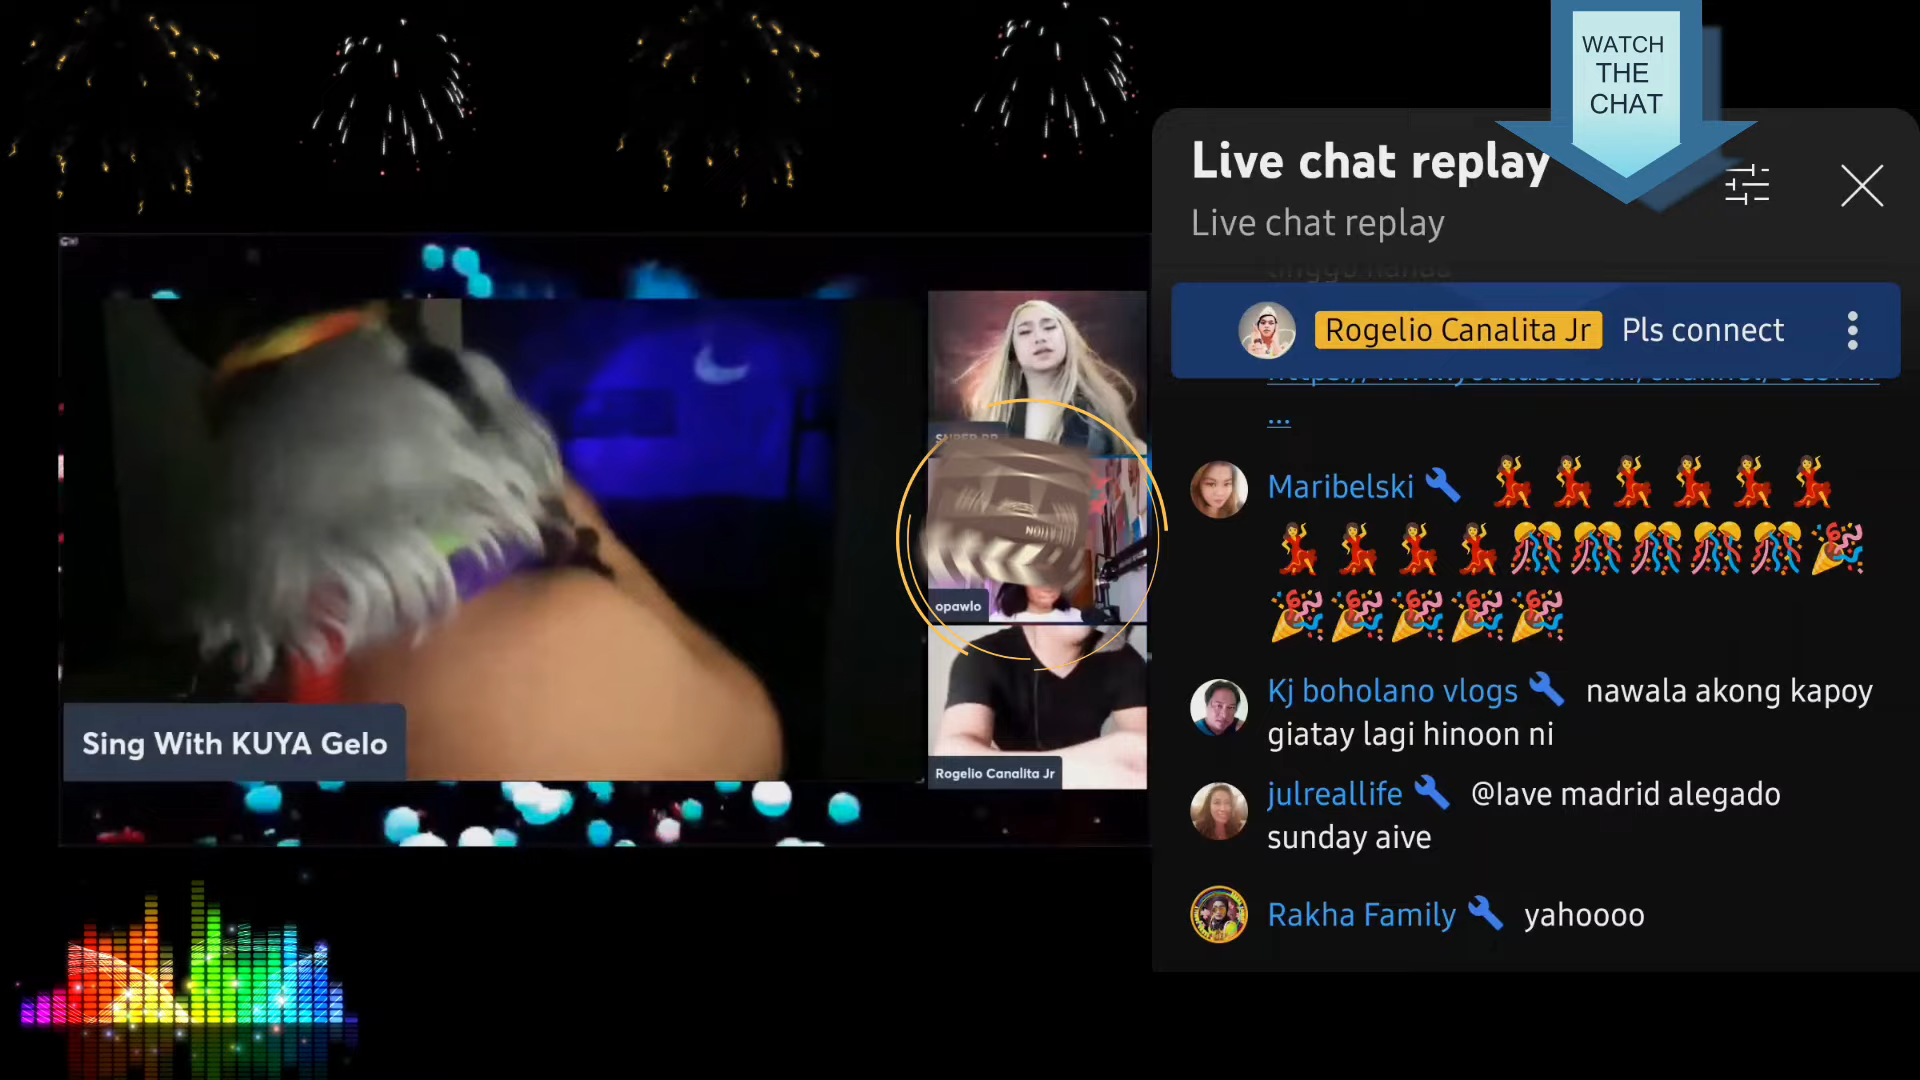 WATCH
THE
CHAT
Live chat replay
Live chat replay
Rogelio Canalita Jr Pls connect
...
Maribelski
Kj boholano vlogs nawala akong kapoy
giatay lagi hinoon ni
julreallife @Iave madrid alegado
sunday aive
Rakha Family yahoooo
Sing With KUYA Gelo
opawlo
Rogelio Canalita Jr